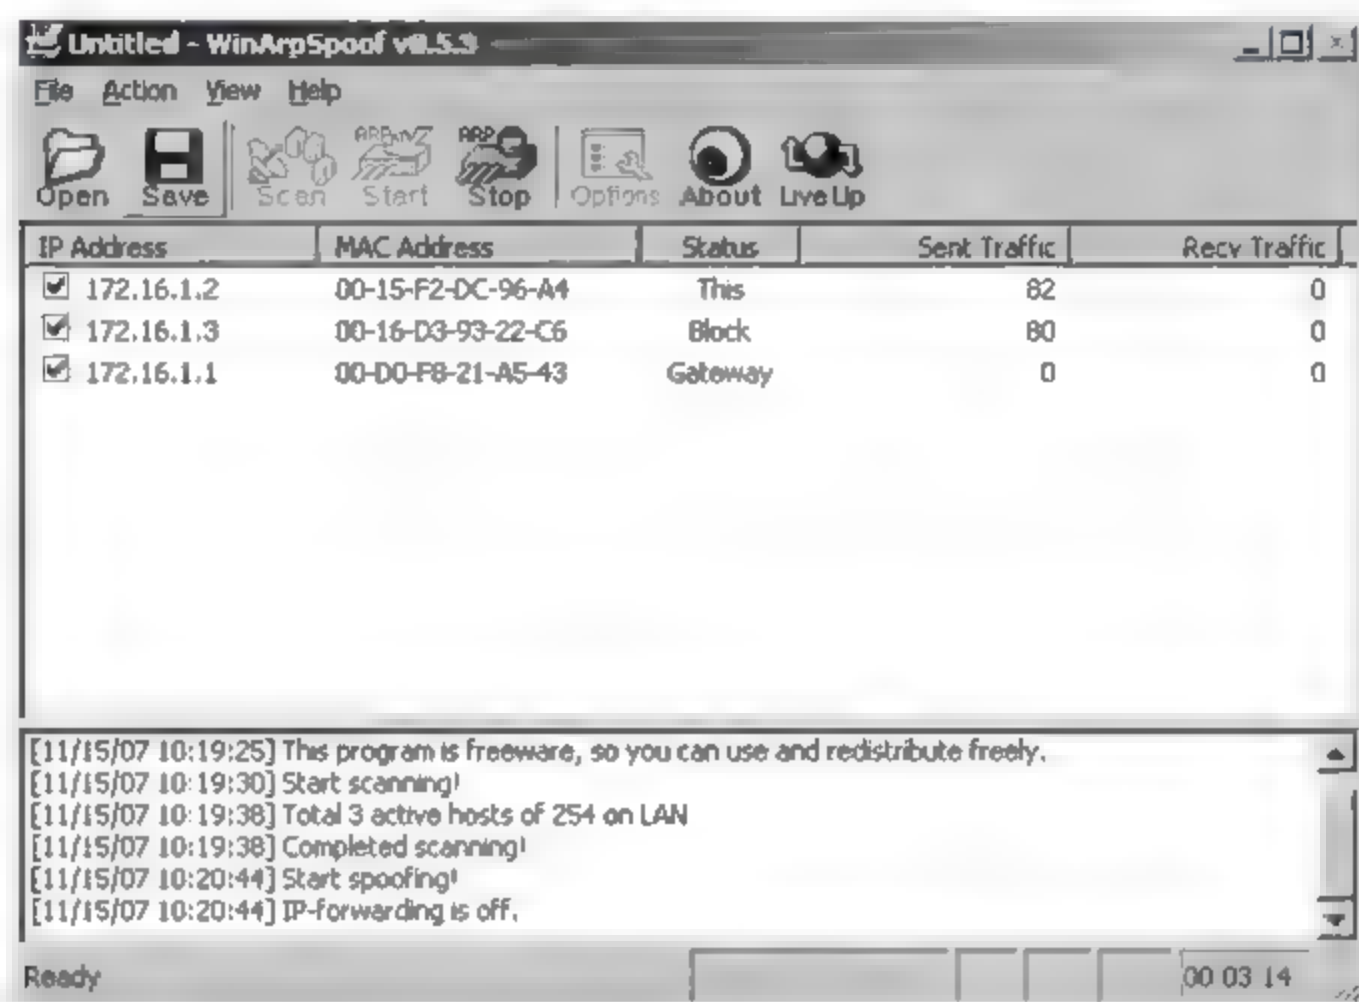 Untitled - WinArpSpoof v0.5.3
File Action View Help
ARP ARP
Open Save Scan Start Stop Options About LiveUp
IP Address MAC Address Status Sent Traffic Recv Traffic
172.16.1.2 00-15-F2-DC-96-A4 This 82 0
172.16.1.3 00-16-D3-93-22-C6 Block 80 0
172.16.1.1 00-D0-F8-21-A5-43 Gateway 0 0
[11/15/07 10:19:25] This program is freeware, so you can use and redistribute freely.
[11/15/07 10:19:30] Start scanning!
[11/15/07 10:19:38] Total 3 active hosts of 254 on LAN
[11/15/07 10:19:38] Completed scanning!
[11/15/07 10:20:44] Start spoofing!
[11/15/07 10:20:44] IP-forwarding is off.
Ready 00 03 14